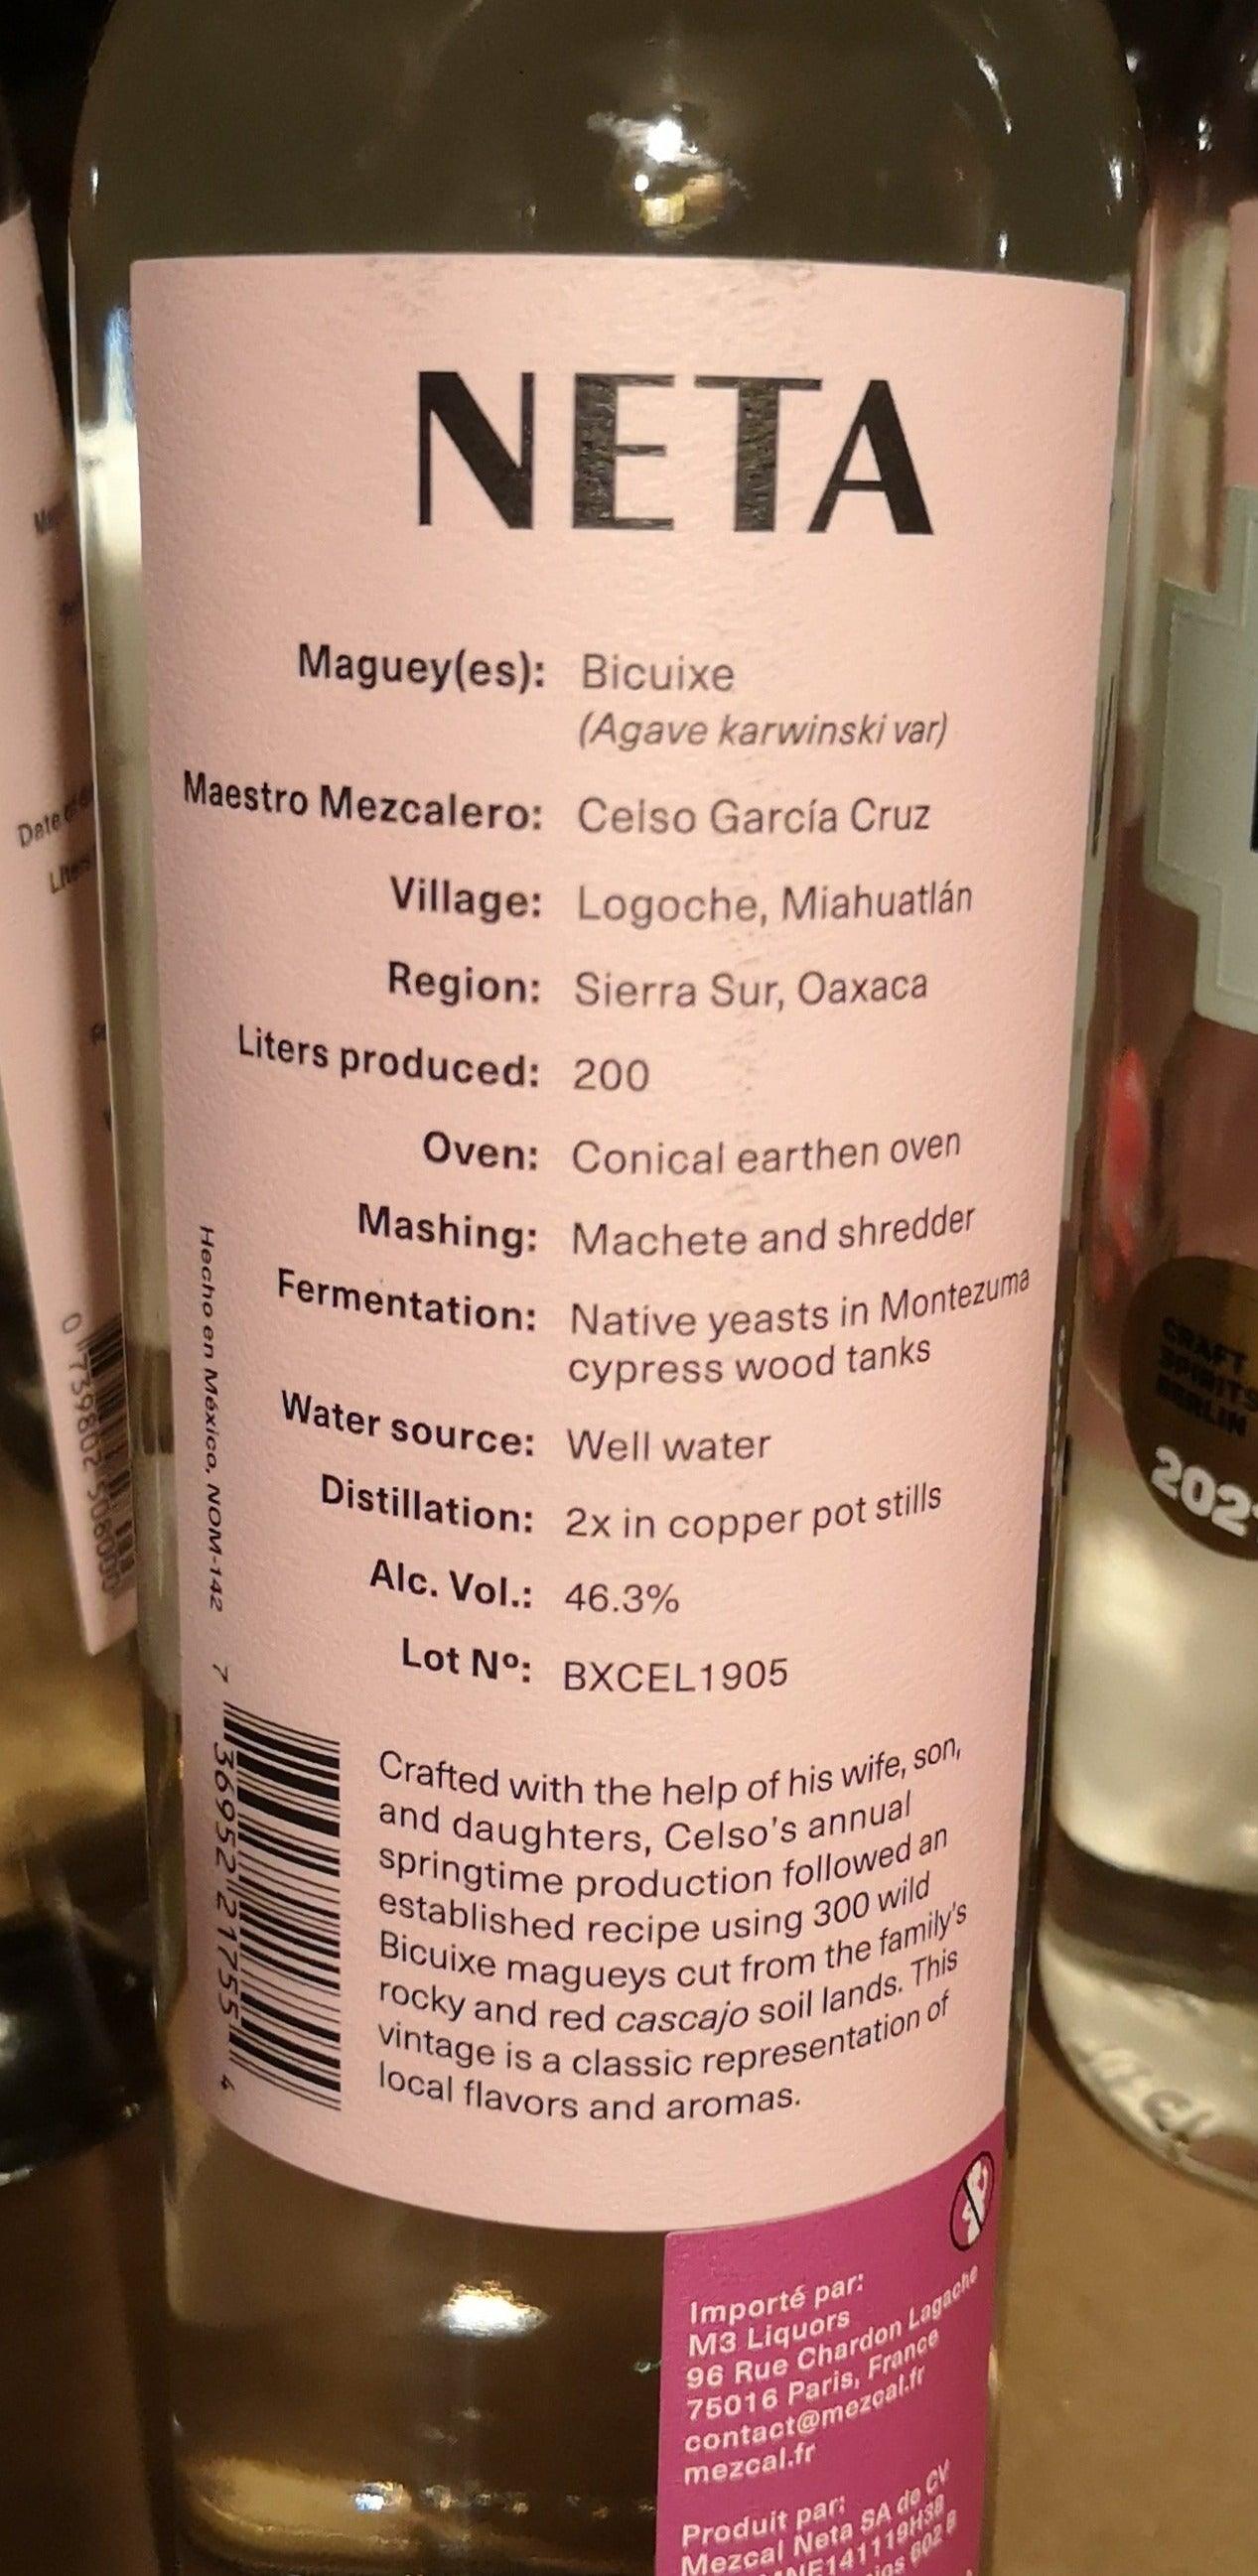 NETA
Maguey(es): Bicuixe
(Agave karwinski var)
Maestro Mezcalero: Celso García Cruz
Village: Logoche, Miahuatlán
Region: Sierra Sur, Oaxaca
Liters produced: 200
Oven: Conical earthen oven
Mashing: Machete and shredder
Fermentation: Native yeasts in Montezuma
cypress wood tanks
Water source: Well water
Distillation: 2x in copper pot stills
Alc. Vol.: 46.3%
Lot Nº: BXCEL1905
Crafted with the help of his wife, son,
and daughters, Celso's annual
springtime production followed an
established recipe using 300 wild
Bicuixe magueys cut from the family's
rocky and red cascajo soil lands. This
vintage is a classic representation of
local flavors and aromas.
Hecho en México, NOM-142
7 36952 21755 4
Importé par:
M3 Liquors
96 Rue Chardon Lagache
75016 Paris, France
contact@mezcal.fr
mezcal.fr
Produit par:
Mezcal Neta SA de CV
Date
Liters
CRAFT
SPIRITS
BERLIN
202